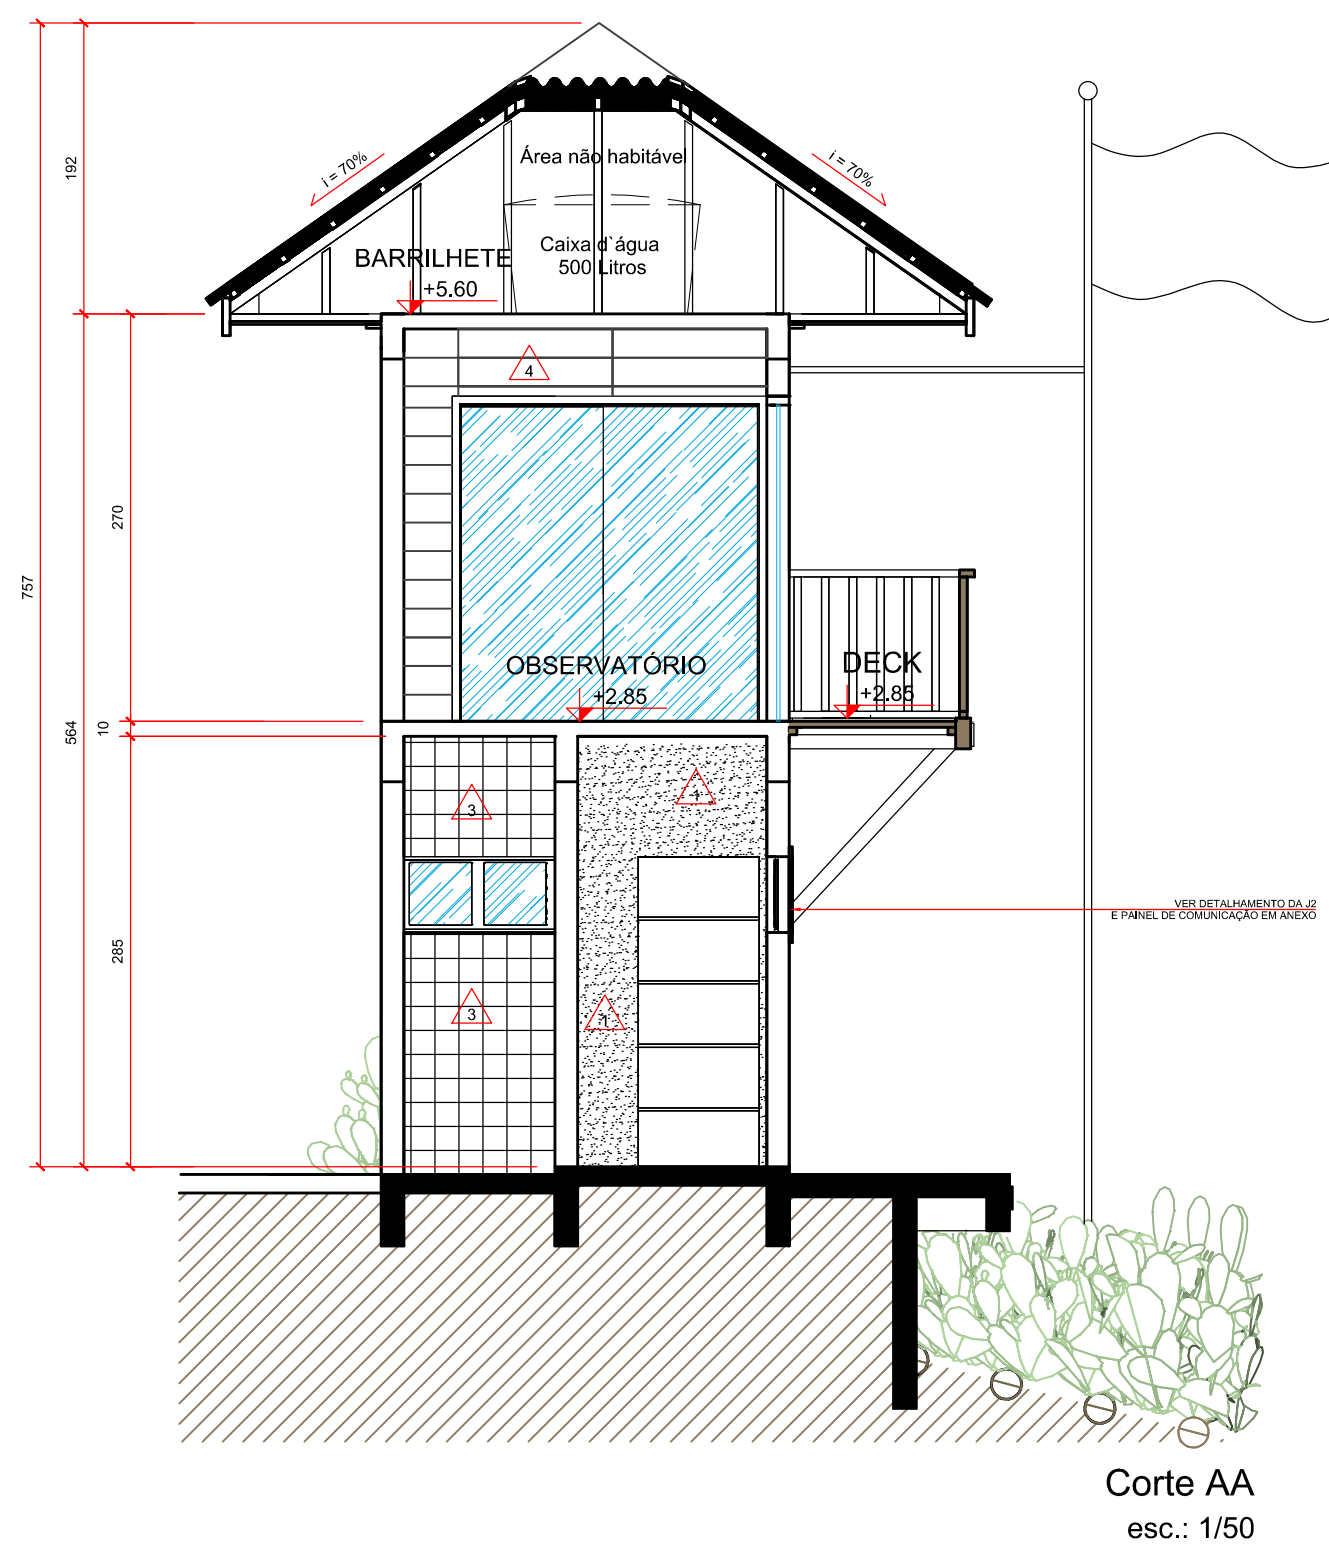 192
i = 70%
Área não habitável
i = 70%
Caixa d`água
500 Litros
BARRILHETE
+5.60
4
270
757
564
10
OBSERVATÓRIO
+2.85
DECK
+2.85
3
1
285
VER DETALHAMENTO DA J2
E PAINEL DE COMUNICAÇÃO EM ANEXO
3
1
Corte AA
esc.: 1/50